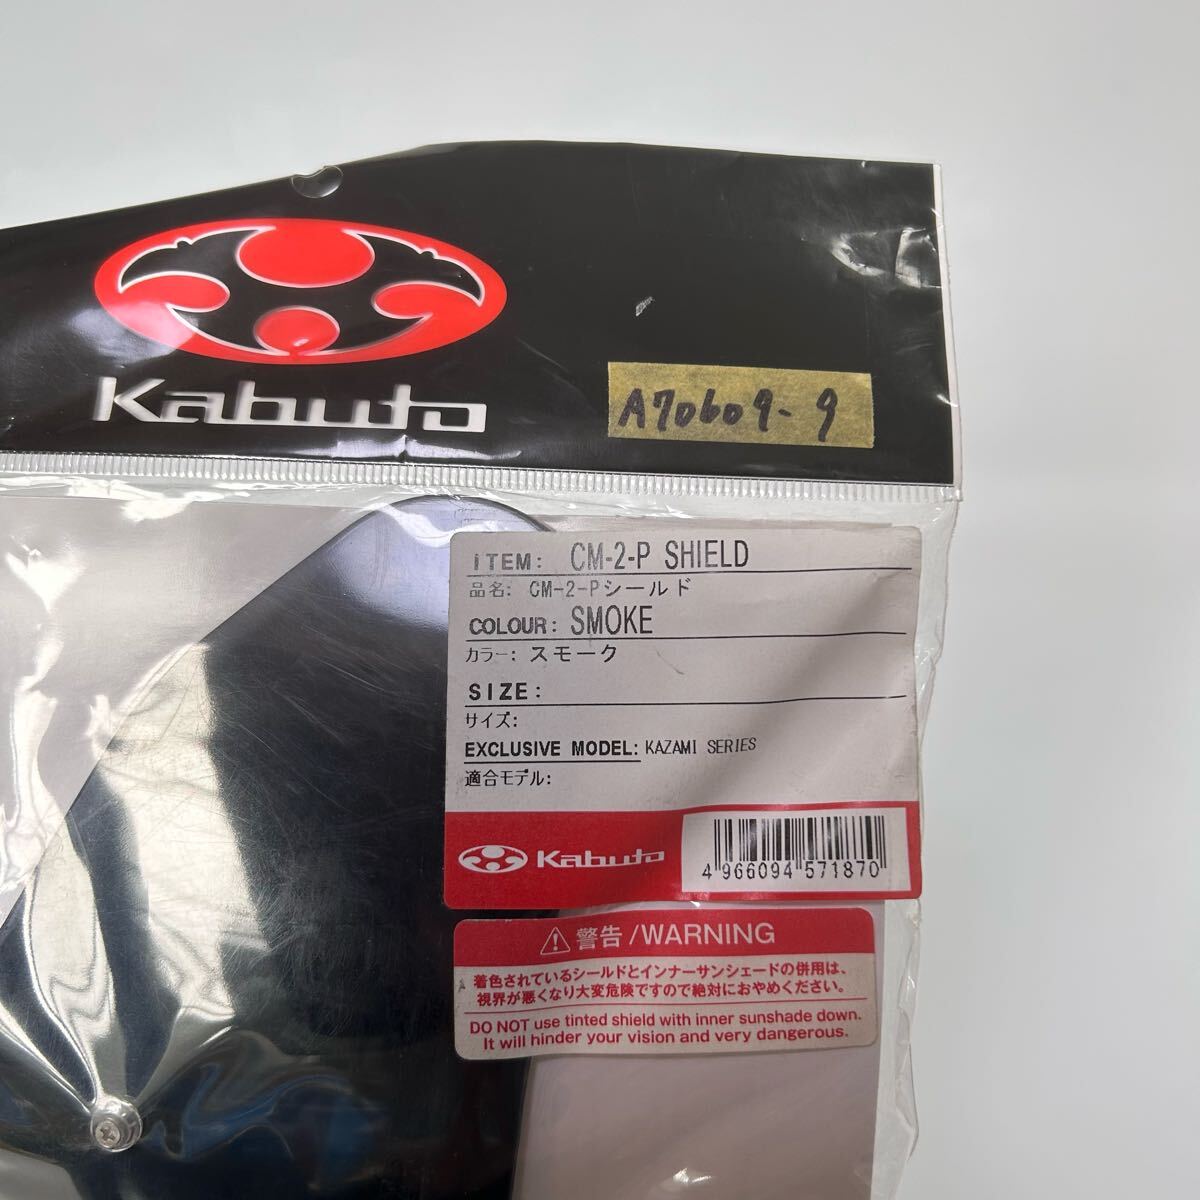 Kabuto
A70609-9
ITEM: CM-2-P SHIELD
品名: CM-2-Pシールド
COLOUR: SMOKE
カラー: スモーク
SIZE:
サイズ:
EXCLUSIVE MODEL: KAZAMI SERIES
適合モデル:
Kabuto
4 966094 571870
警告/WARNING
着色されているシールドとインナーサンシェードの併用は、
視界が悪くなり大変危険ですので絶対におやめください。
DO NOT use tinted shield with inner sunshade down.
It will hinder your vision and very dangerous.